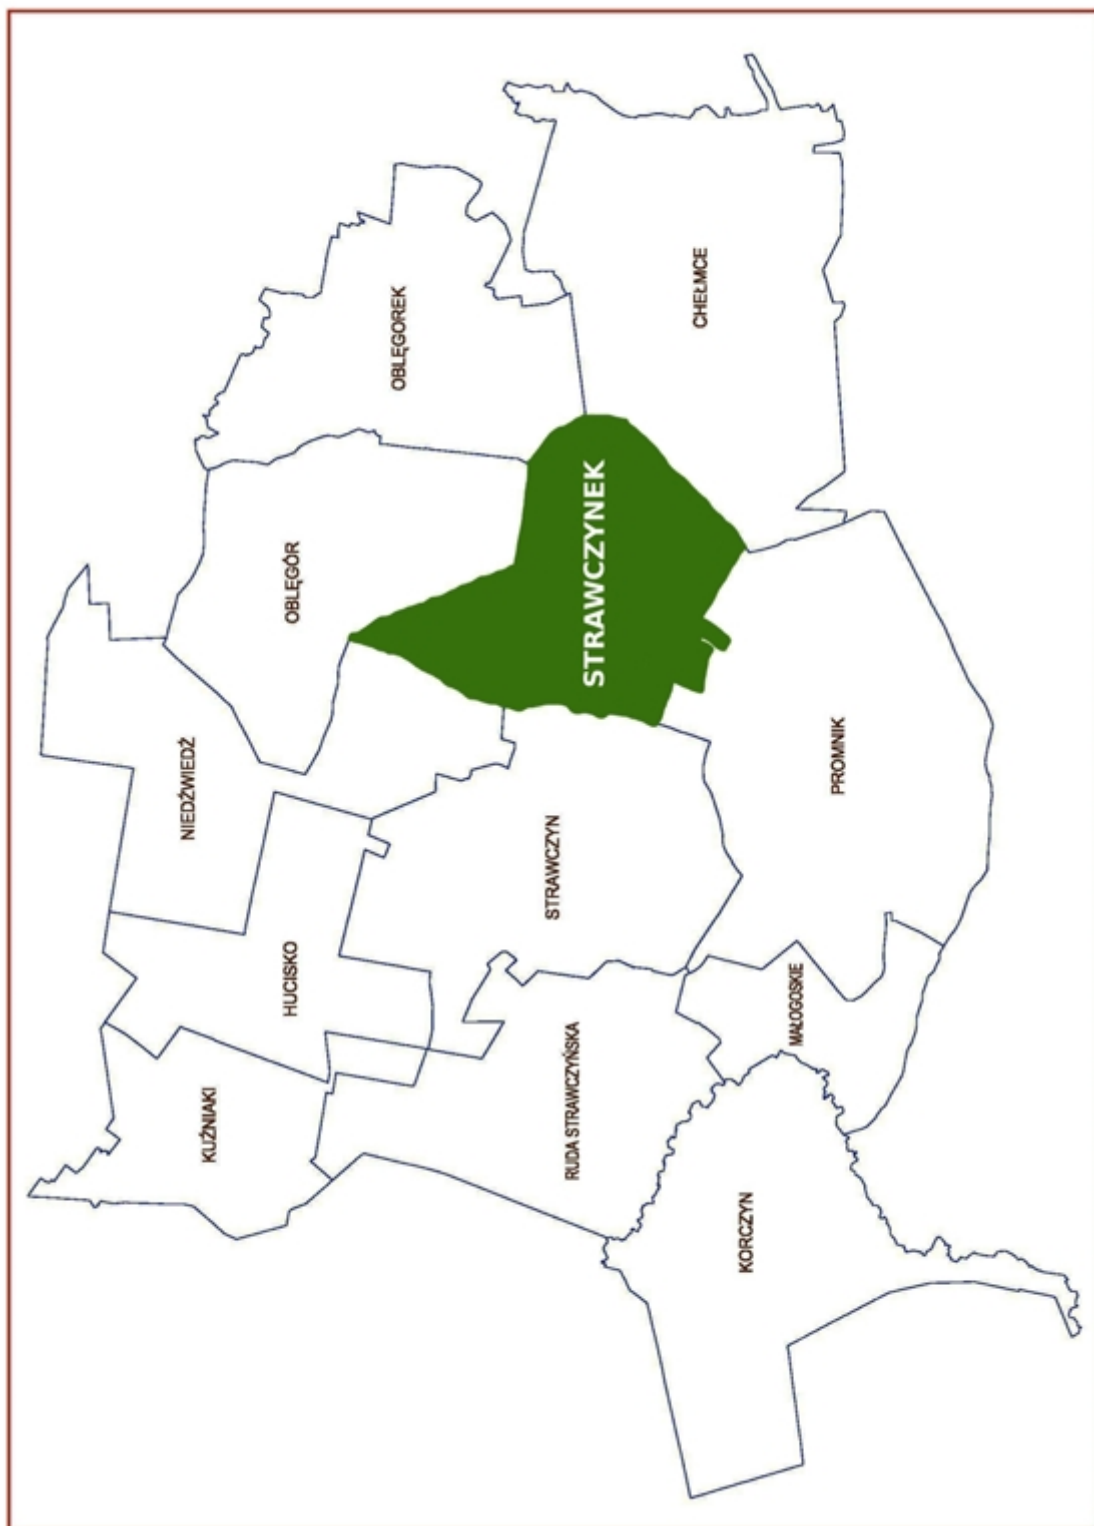 KUŹNIAKI
HUCISKO
NIEDŹWIEDŹ
OBLĘGÓR
OBLĘGOREK
RUDA STRAWCZYŃSKA
STRAWCZYN
STRAWCZYNEK
CHEŁMCE
KORCZYN
MAŁOGOSKIE
PROMNIK